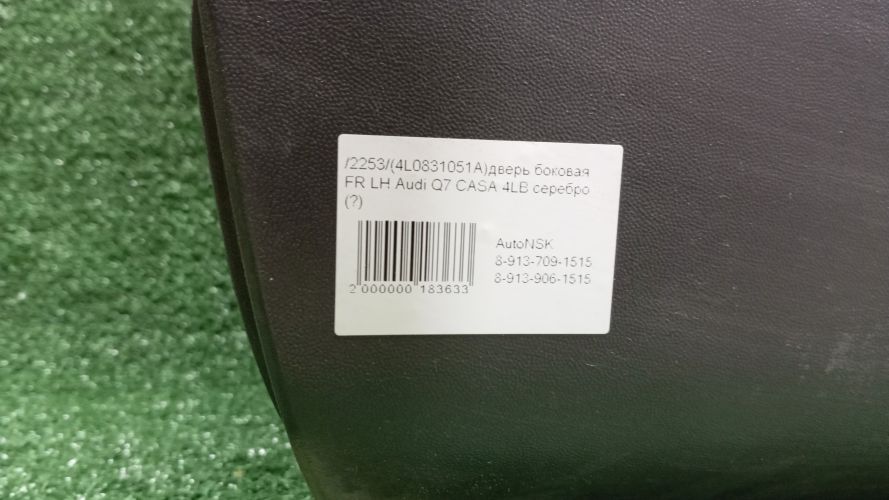 /2253/(4L0831051A)дверь боковая
FR LH Audi Q7 CASA 4LB серебро
(?)
AutoNSK
8-913-709-1515
8-913-906-1515
2 000000 183633